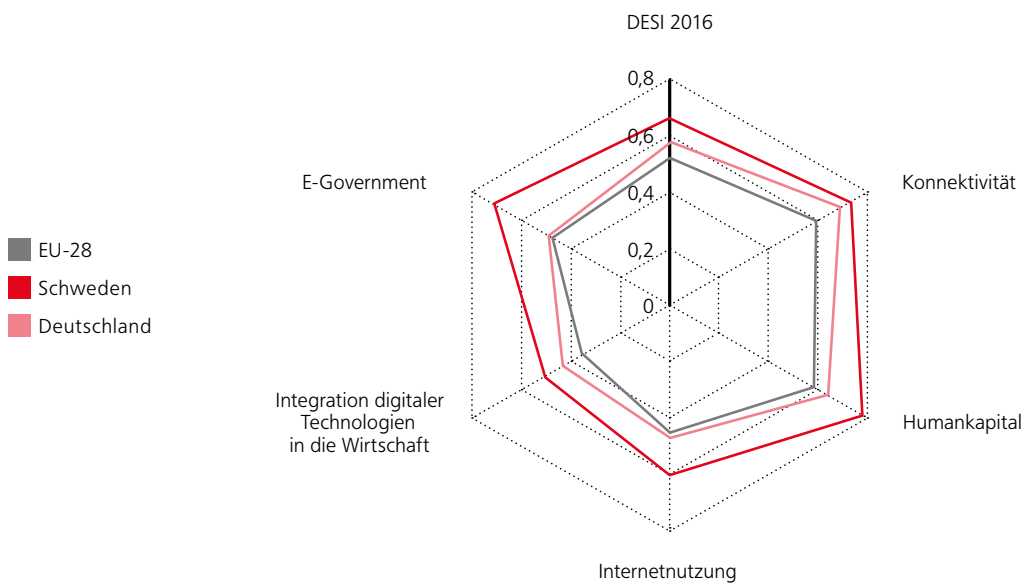 DESI 2016
0,8
0,6
0,4
0,2
0
Konnektivität
Humankapital
Internetnutzung
Integration digitaler
Technologien
in die Wirtschaft
E-Government
EU-28
Schweden
Deutschland